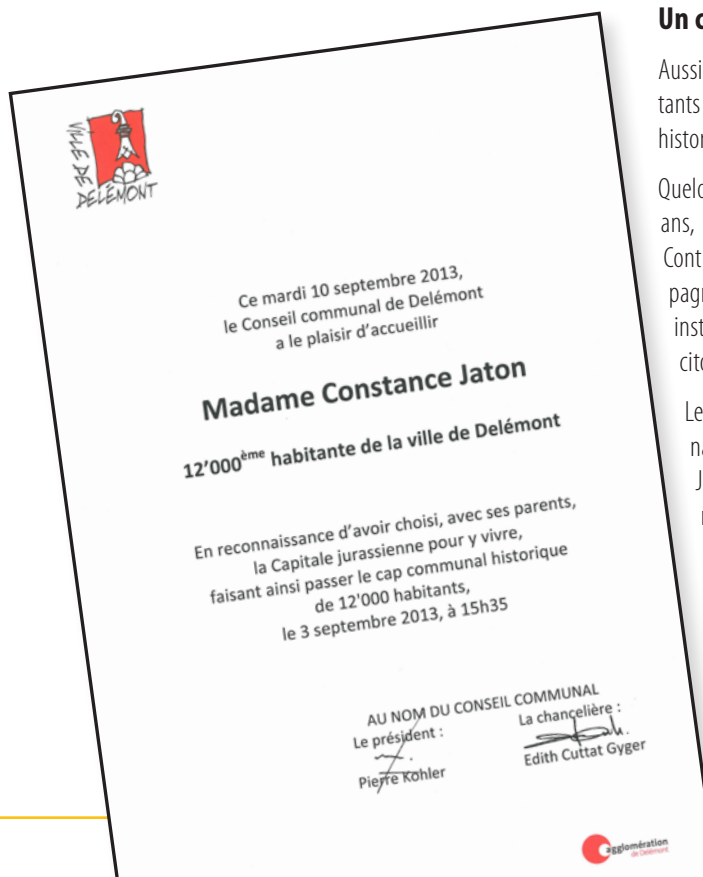 VILLE DE
DELÉMONT
Ce mardi 10 septembre 2013,
le Conseil communal de Delémont
a le plaisir d'accueillir
Madame Constance Jaton
12'000ème habitante de la ville de Delémont
En reconnaissance d'avoir choisi, avec ses parents,
la Capitale jurassienne pour y vivre,
faisant ainsi passer le cap communal historique
de 12'000 habitants,
le 3 septembre 2013, à 15h35
AU NOM DU CONSEIL COMMUNAL
Le président : La chancelière :
Pierre Kohler Edith Cuttat Gyger
agglomération
de Delémont
Un
Aussi
tants
histor
Quelq
ans,
Cont
pagn
inst
cito
Le
na
J